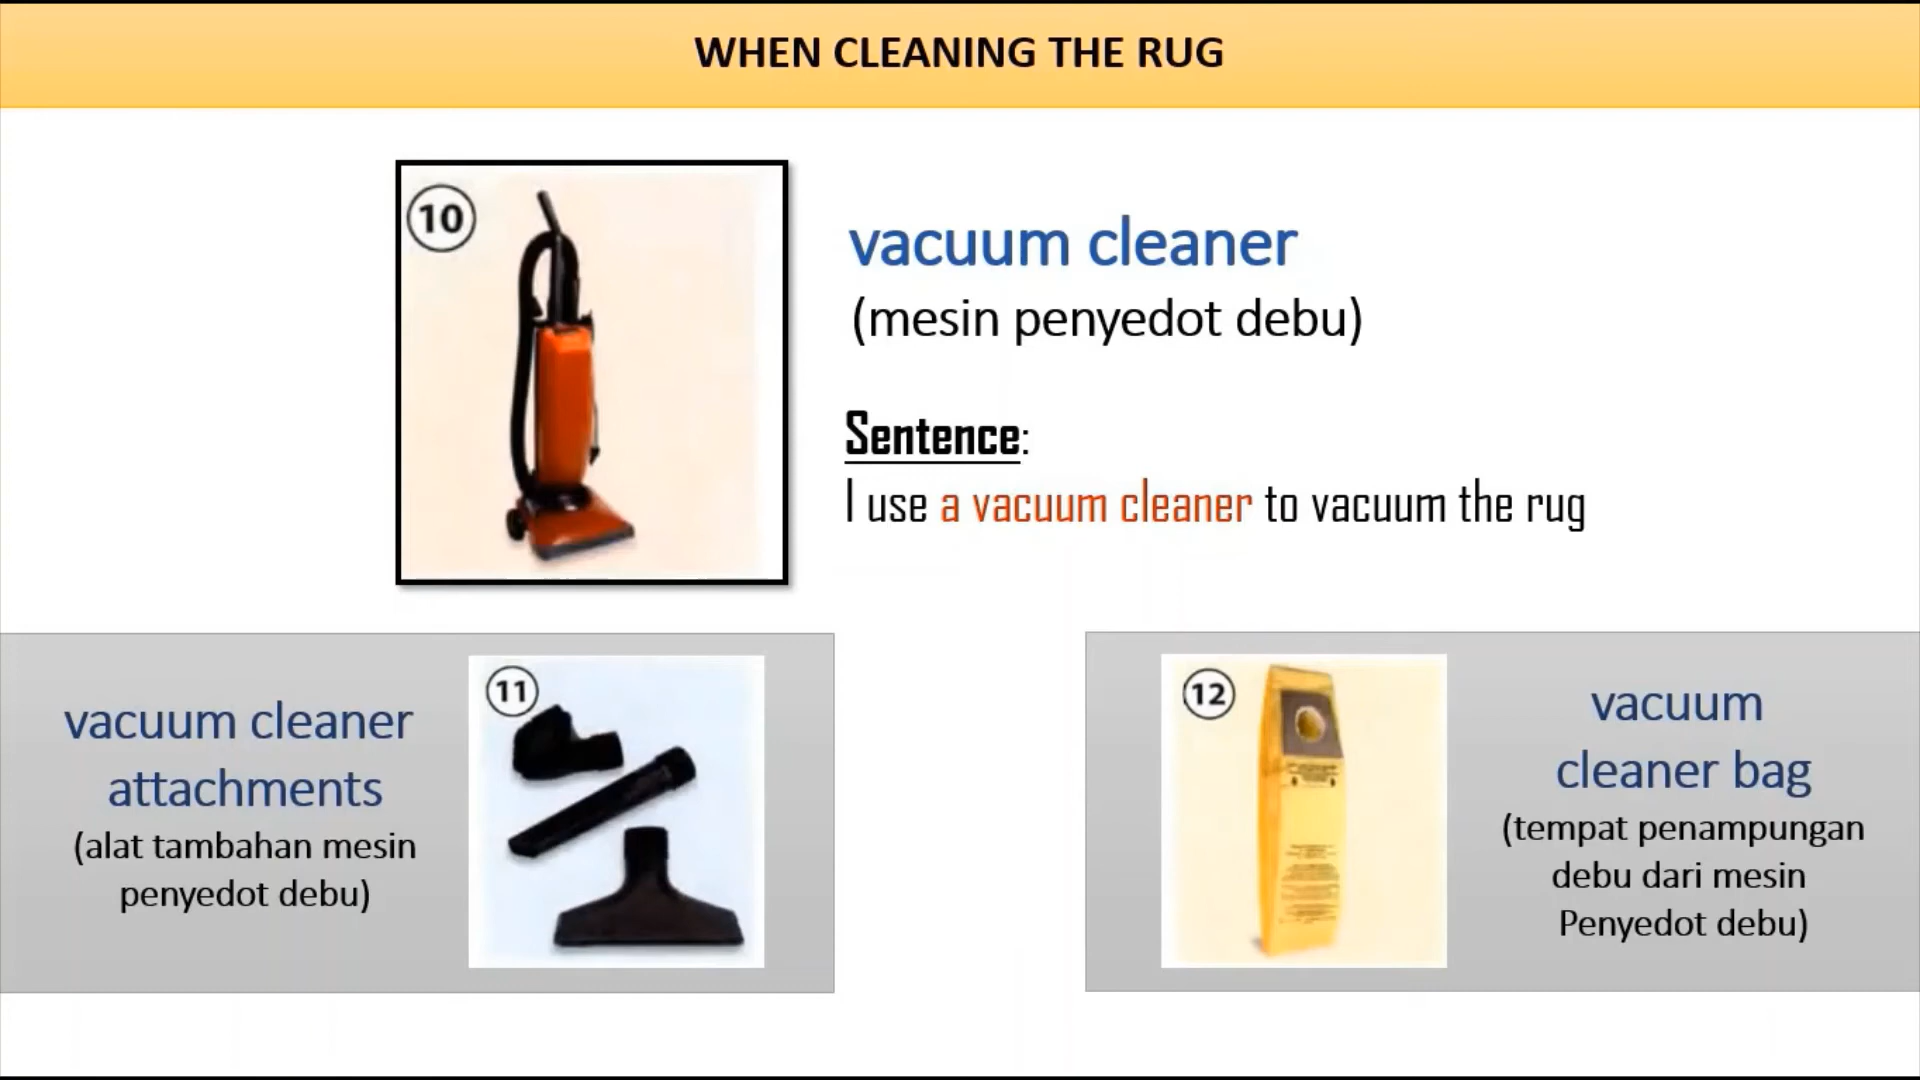 WHEN CLEANING THE RUG
10
vacuum cleaner
(mesin penyedot debu)
Sentence:
I use a vacuum cleaner to vacuum the rug
vacuum cleaner
attachments
(alat tambahan mesin
penyedot debu)
11
12
vacuum
cleaner bag
(tempat penampungan
debu dari mesin
Penyedot debu)